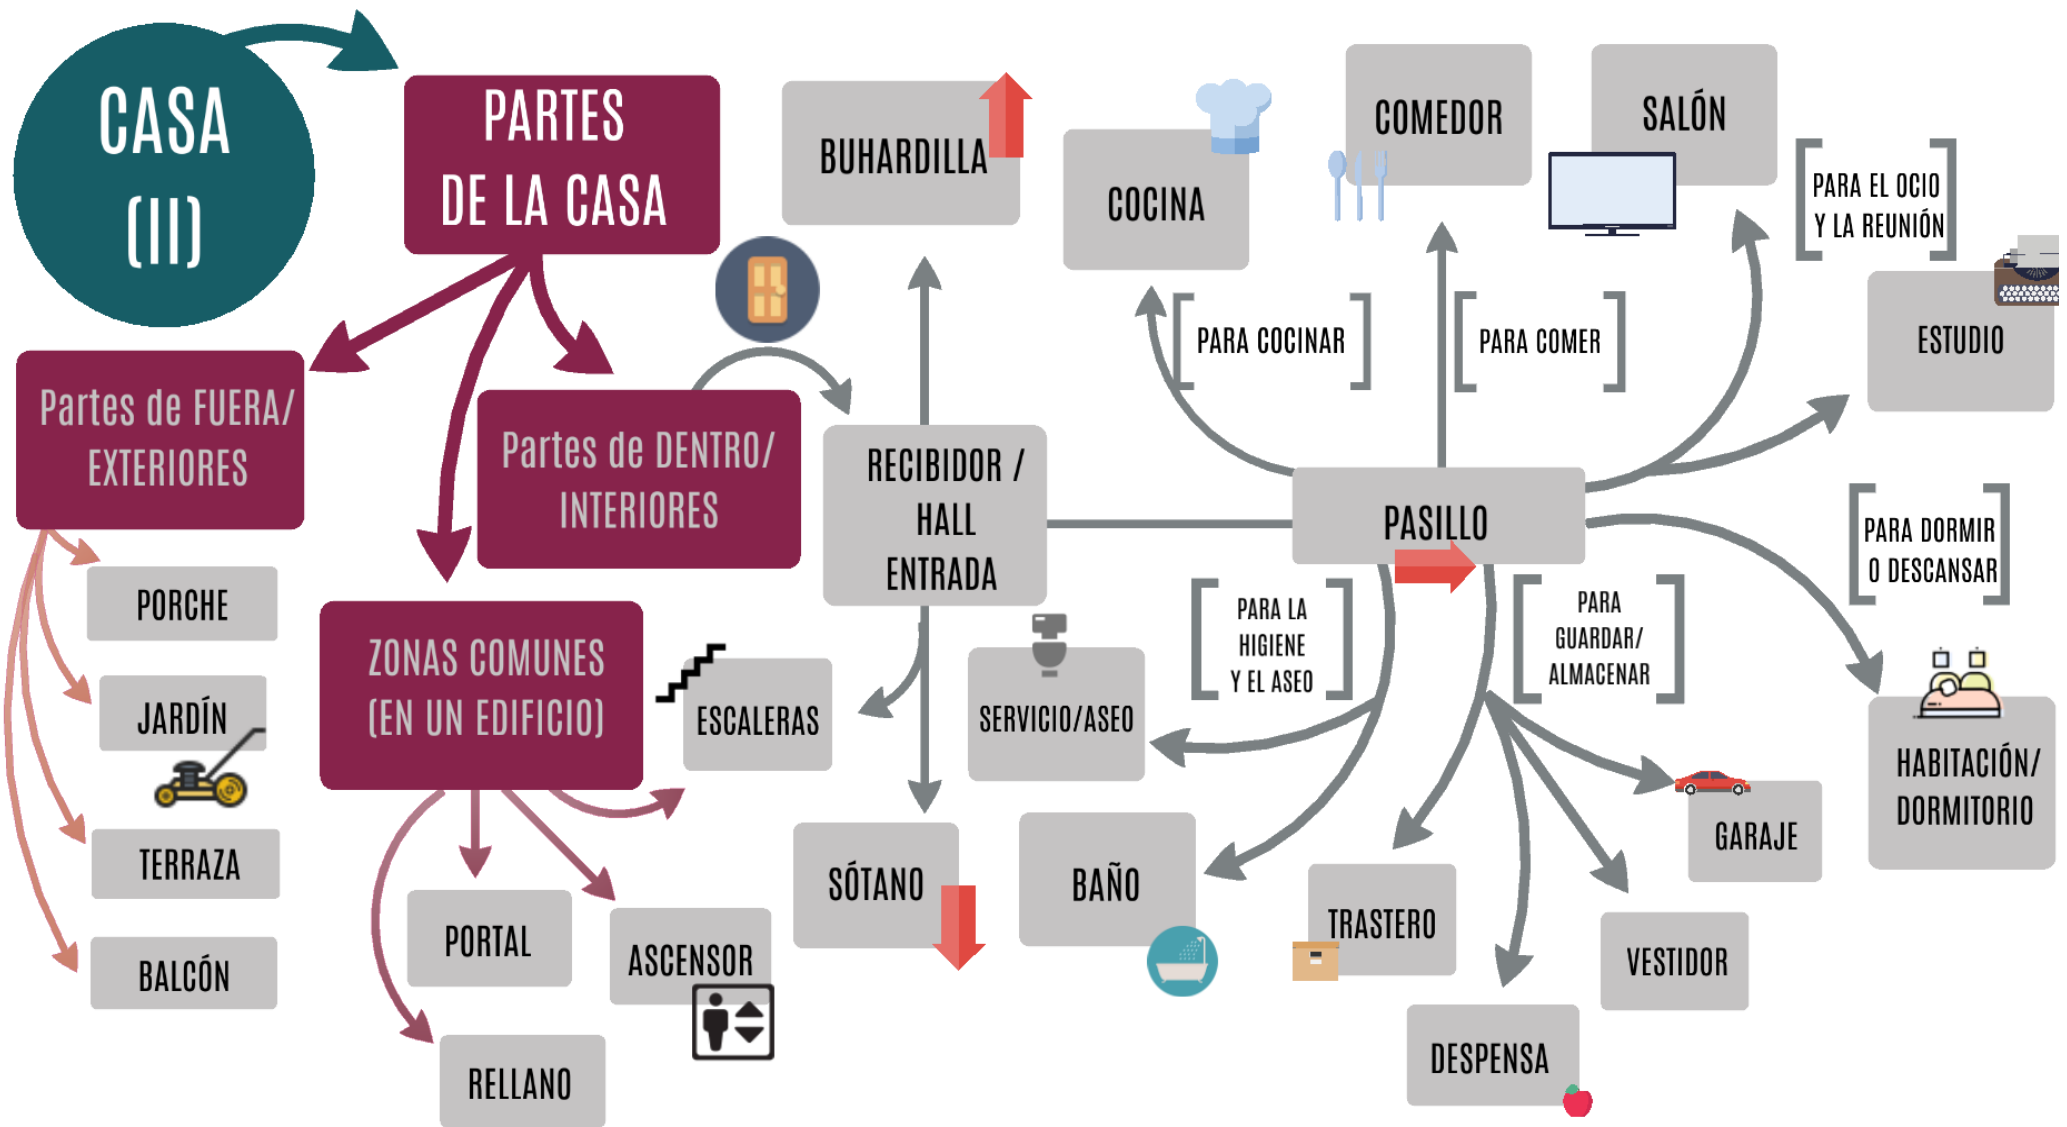 CASA
(II)
PARTES
DE LA CASA
Partes de FUERA/
EXTERIORES
PORCHE
JARDÍN
TERRAZA
BALCÓN
ZONAS COMUNES
(EN UN EDIFICIO)
PORTAL
RELLANO
ASCENSOR
ESCALERAS
Partes de DENTRO/
INTERIORES
RECIBIDOR /
HALL
ENTRADA
BUHARDILLA
SÓTANO
PASILLO
COCINA
PARA COCINAR
COMEDOR
PARA COMER
SALÓN
PARA EL OCIO
Y LA REUNIÓN
ESTUDIO
PARA DORMIR
O DESCANSAR
HABITACIÓN/
DORMITORIO
PARA LA
HIGIENE
Y EL ASEO
SERVICIO/ASEO
BAÑO
PARA
GUARDAR/
ALMACENAR
TRASTERO
DESPENSA
VESTIDOR
GARAJE